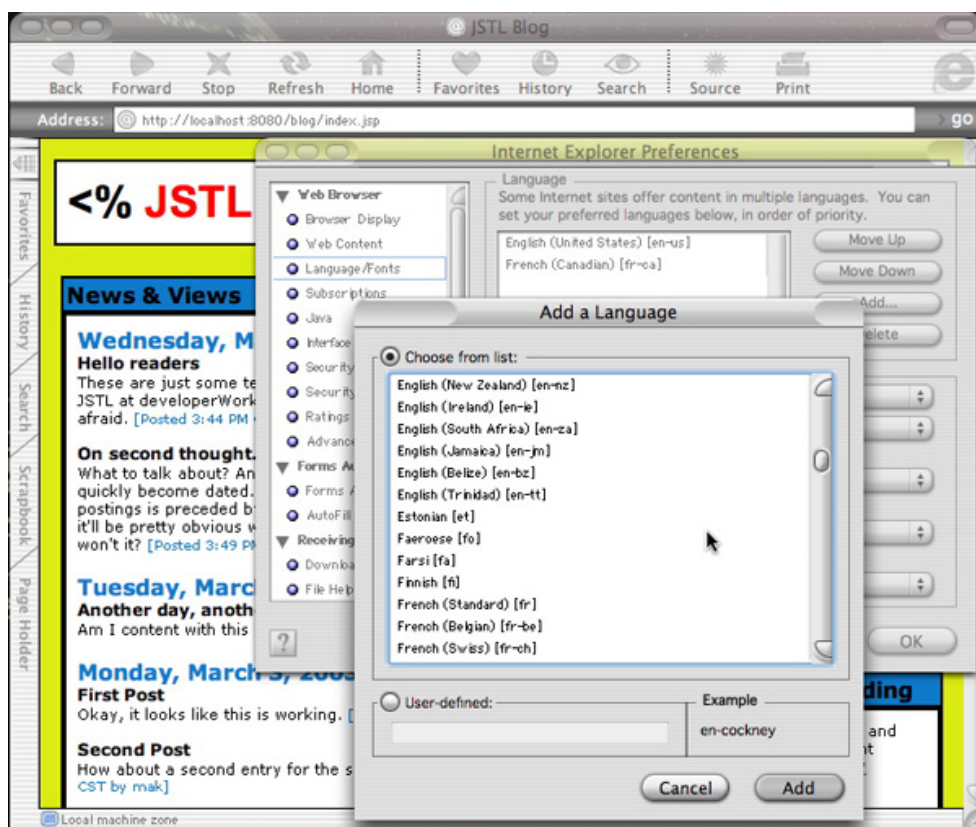 JSTL Blog
Back Forward Stop Refresh Home Favorites History Search Source Print
Address: http://localhost:8080/blog/index.jsp go
Favorites
History
Search
Scrapbook
Page Holder
<% JSTL
News & Views
Wednesday, M
Hello readers
These are just some te
JSTL at developerWork
afraid. [Posted 3:44 PM
On second thought.
What to talk about? An
quickly become dated.
postings is preceded b
it'll be pretty obvious w
won't it? [Posted 3:49 PM
Tuesday, Marc
Another day, anoth
Am I content with this
Monday, March 3, 2003
First Post
Okay, it looks like this is working. [
Second Post
How about a second entry for the s
CST by mak]
ding
and
Local machine zone
Internet Explorer Preferences
Web Browser
Browser Display
Web Content
Language/Fonts
Subscriptions
Java
Interface
Security
Security
Ratings
Advance
Forms Au
Forms A
AutoFill
Receiving
Downloa
File Help
?
Language
Some Internet sites offer content in multiple languages. You can
set your preferred languages below, in order of priority.
English (United States) [en-us]
French (Canadian) [fr-ca]
Move Up
Move Down
Add...
elete
OK
Add a Language
Choose from list:
English (New Zealand) [en-nz]
English (Ireland) [en-ie]
English (South Africa) [en-za]
English (Jamaica) [en-jm]
English (Belize) [en-bz]
English (Trinidad) [en-tt]
Estonian [et]
Faeroese [fo]
Farsi [fa]
Finnish [fi]
French (Standard) [fr]
French (Belgian) [fr-be]
French (Swiss) [fr-ch]
User-defined:
Example
en-cockney
Cancel Add